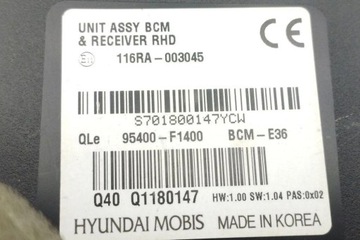 UNIT ASSY BCM
& RECEIVER RHD
CE
116RA-003045
S701800147YCW
QLe 95400-F1400 BCM-E36
Q40 Q1180147 HW:1.00 SW:1.04 PAS:0x02
HYUNDAI MOBIS MADE IN KOREA